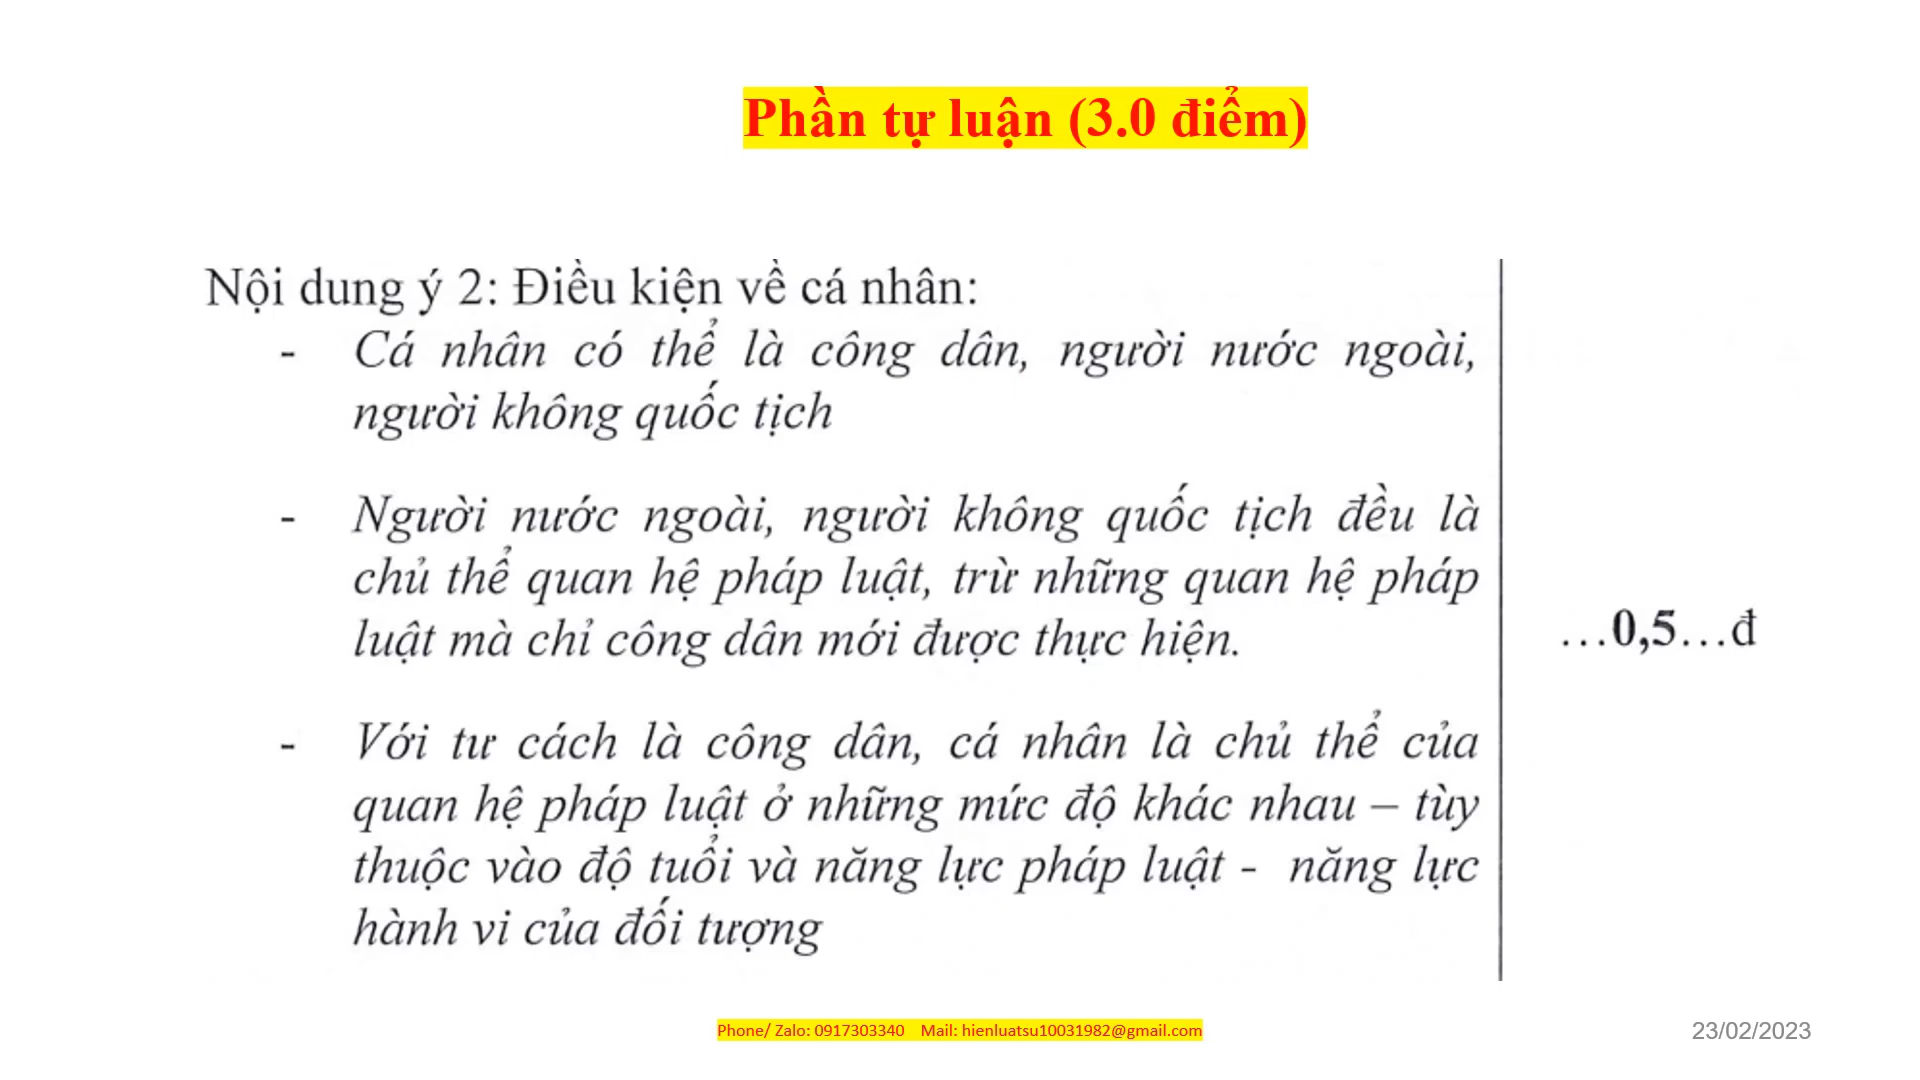 Phần tự luận (3.0 điểm)
Nội dung ý 2: Điều kiện về cá nhân:
- Cá nhân có thể là công dân, người nước ngoài,
người không quốc tịch
- Người nước ngoài, người không quốc tịch đều là
chủ thể quan hệ pháp luật, trừ những quan hệ pháp
luật mà chỉ công dân mới được thực hiện.
...0,5...đ
- Với tư cách là công dân, cá nhân là chủ thể của
quan hệ pháp luật ở những mức độ khác nhau – tùy
thuộc vào độ tuổi và năng lực pháp luật - năng lực
hành vi của đối tượng
Phone/ Zalo: 0917303340 Mail: hienluatsu10031982@gmail.com
23/02/2023